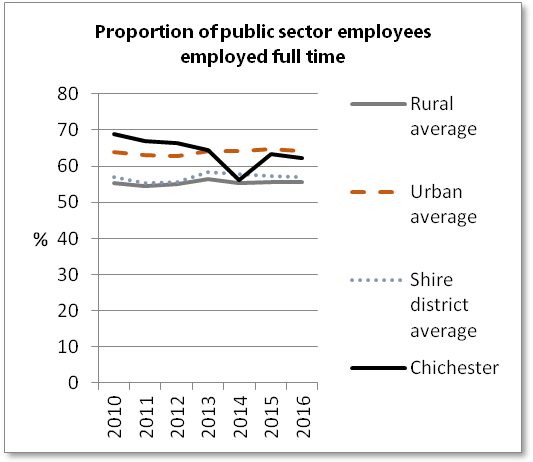 Proportion of public sector employees
employed full time
80
70
60
50
40
30
20
10
0
%
2010
2011
2012
2013
2014
2015
2016
Rural
average
Urban
average
Shire
district
average
Chichester